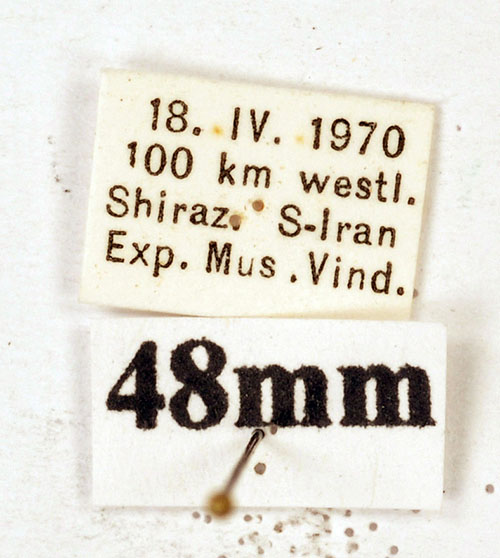 18. IV. 1970
100 km westl.
Shiraz. S-Iran
Exp. Mus. Vind.
48mm